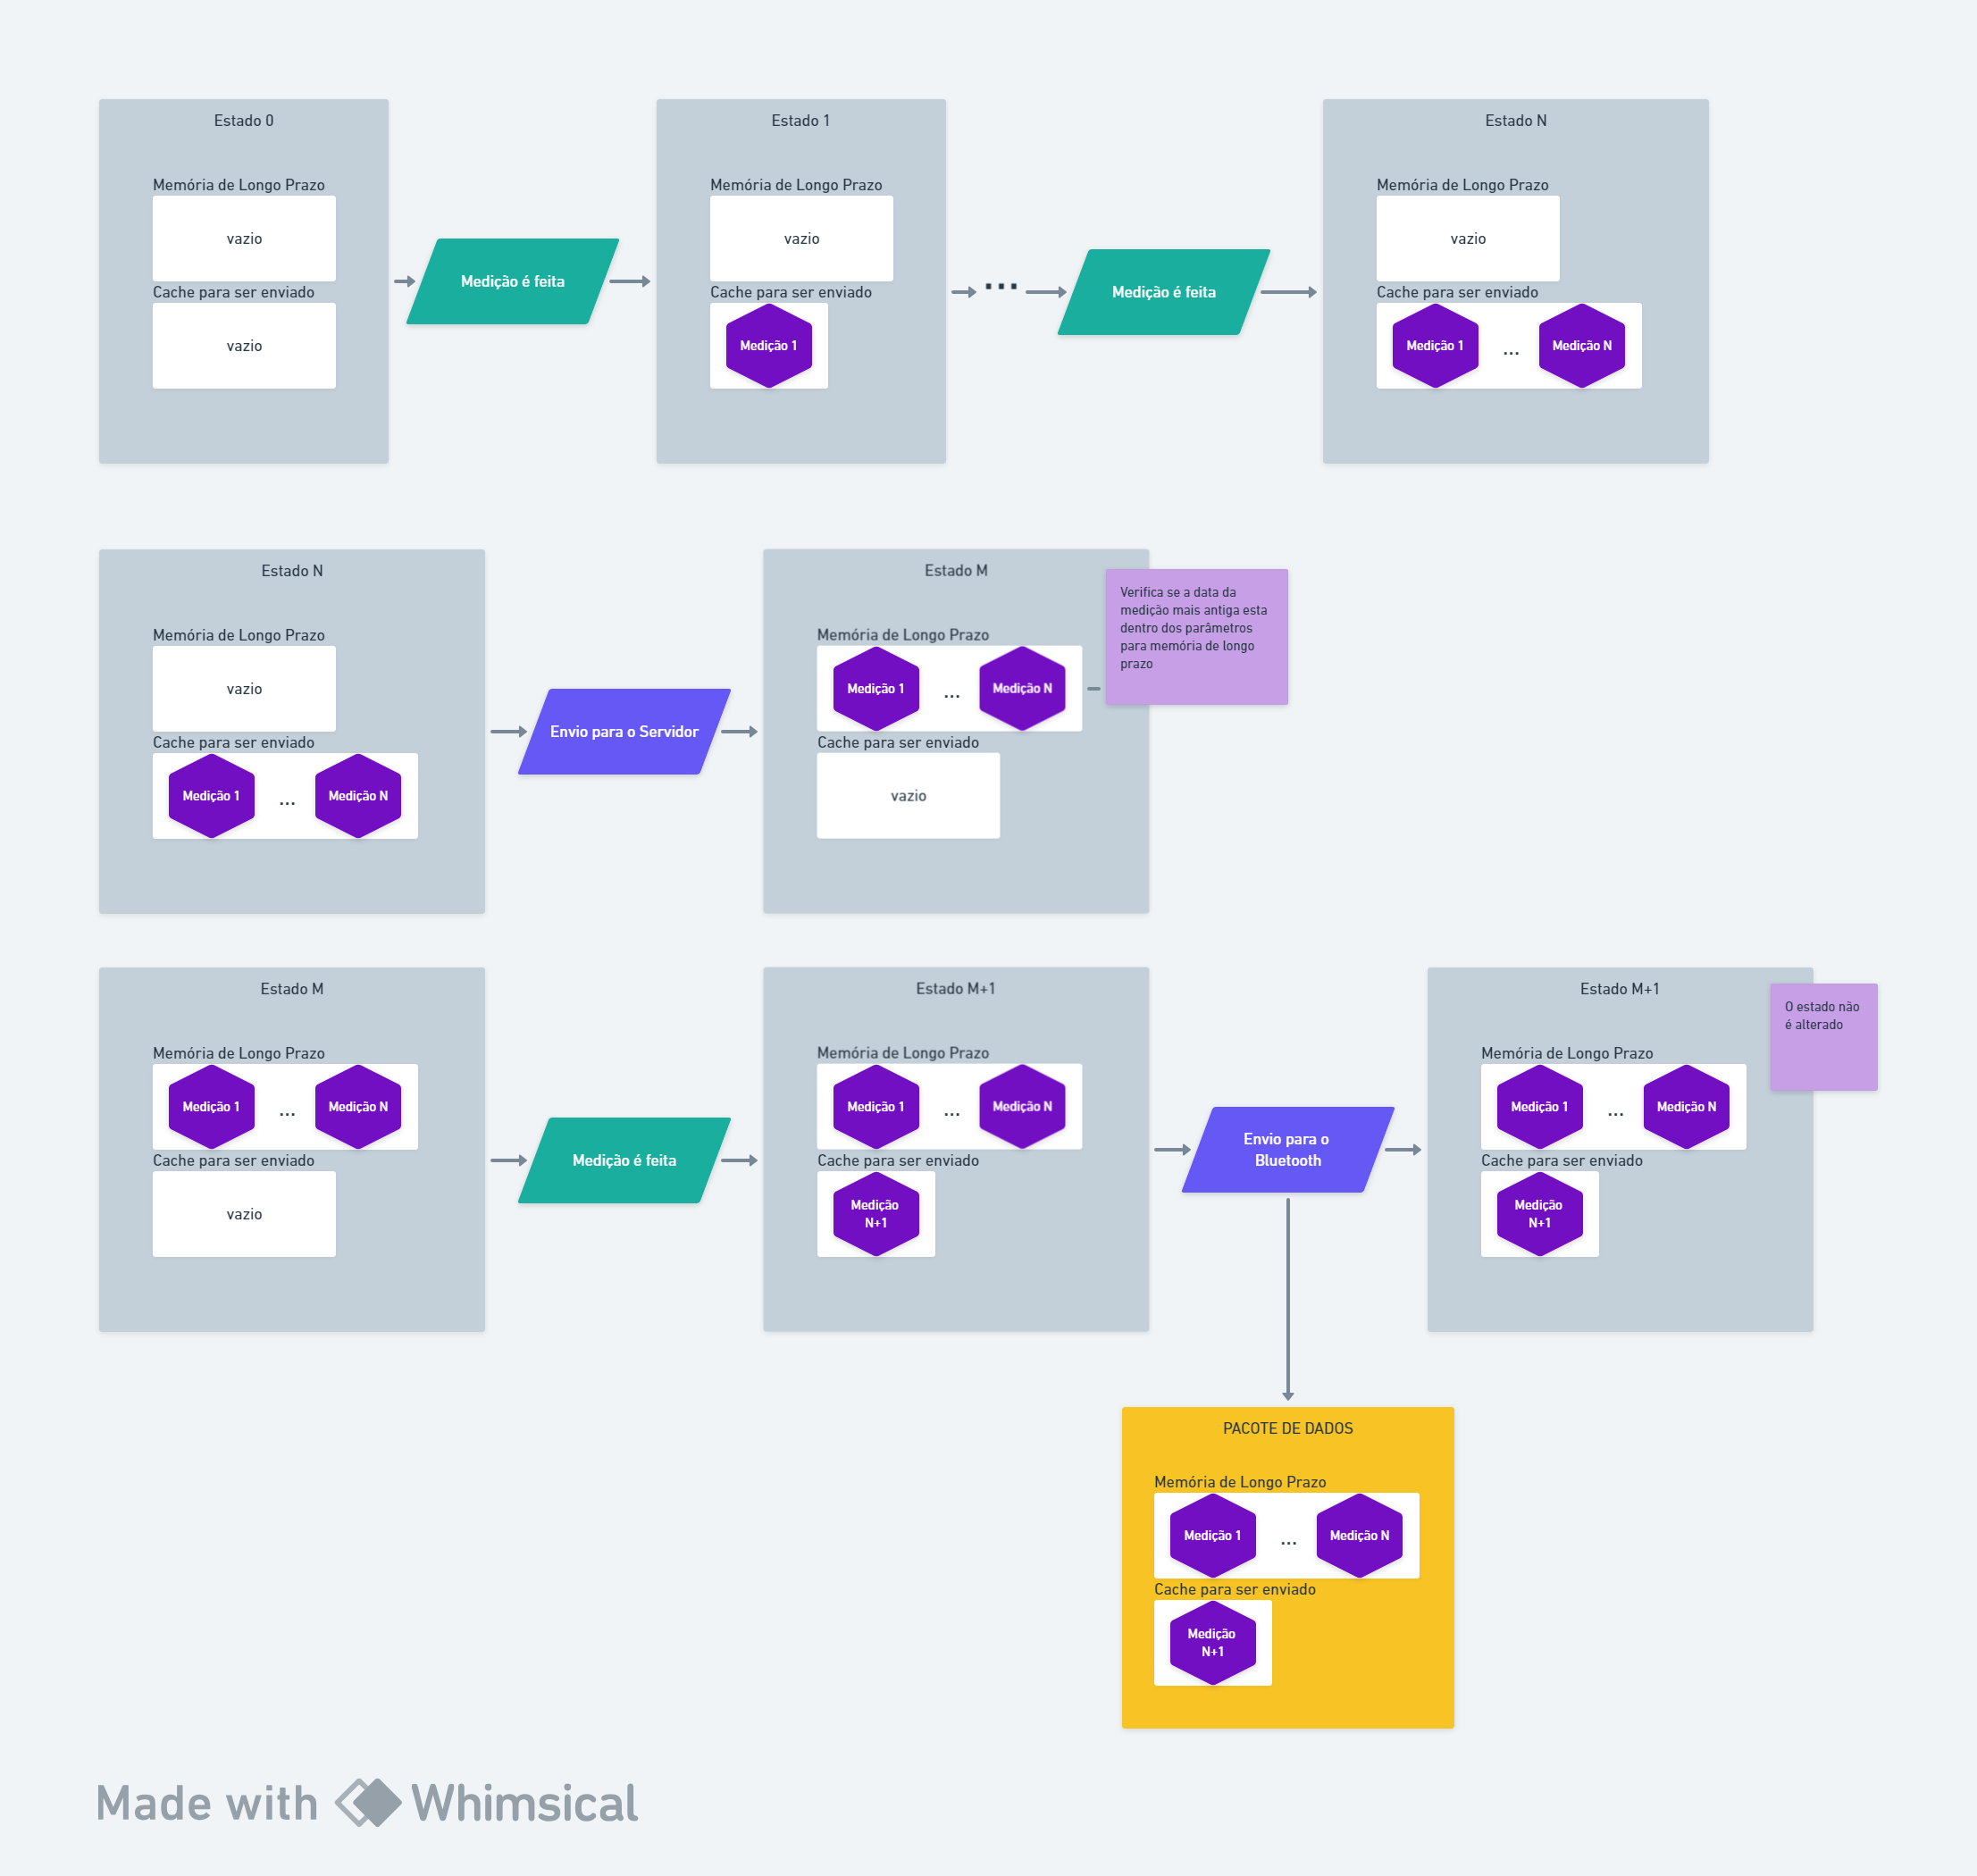 Estado 0
Memória de Longo Prazo
vazio
Cache para ser enviado
vazio
Medição é feita
Estado 1
Memória de Longo Prazo
vazio
Cache para ser enviado
Medição 1
...
Medição é feita
Estado N
Memória de Longo Prazo
vazio
Cache para ser enviado
Medição 1 ... Medição N
Estado N
Memória de Longo Prazo
vazio
Cache para ser enviado
Medição 1 ... Medição N
Envio para o Servidor
Estado M
Memória de Longo Prazo
Medição 1 ... Medição N
Cache para ser enviado
vazio
Verifica se a data da
medição mais antiga esta
dentro dos parâmetros
para memória de longo
prazo
Estado M
Memória de Longo Prazo
Medição 1 ... Medição N
Cache para ser enviado
vazio
Medição é feita
Estado M+1
Memória de Longo Prazo
Medição 1 ... Medição N
Cache para ser enviado
Medição
N+1
Envio para o
Bluetooth
Estado M+1
Memória de Longo Prazo
Medição 1 ... Medição N
Cache para ser enviado
Medição
N+1
O estado não
é alterado
PACOTE DE DADOS
Memória de Longo Prazo
Medição 1 ... Medição N
Cache para ser enviado
Medição
N+1
Made with Whimsical